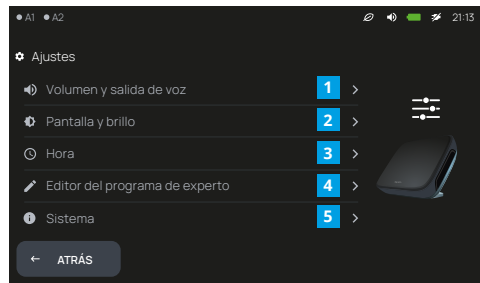 A1 A2 21:13
Ajustes
Volumen y salida de voz 1
Pantalla y brillo 2
Hora 3
Editor del programa de experto 4
Sistema 5
← ATRÁS